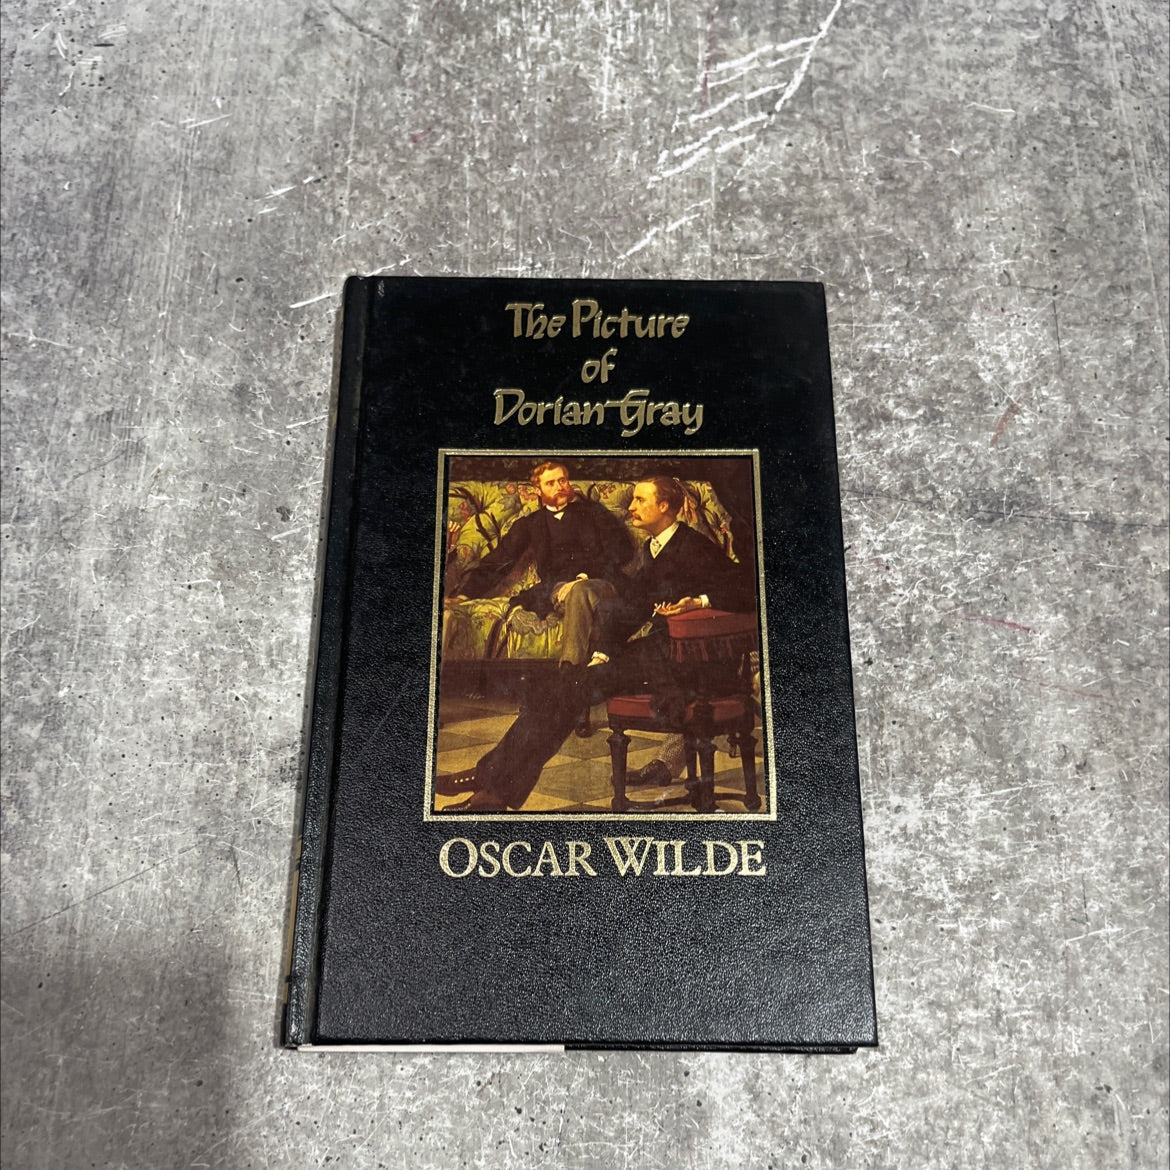 The Picture
of
Dorian Gray
OSCAR WILDE